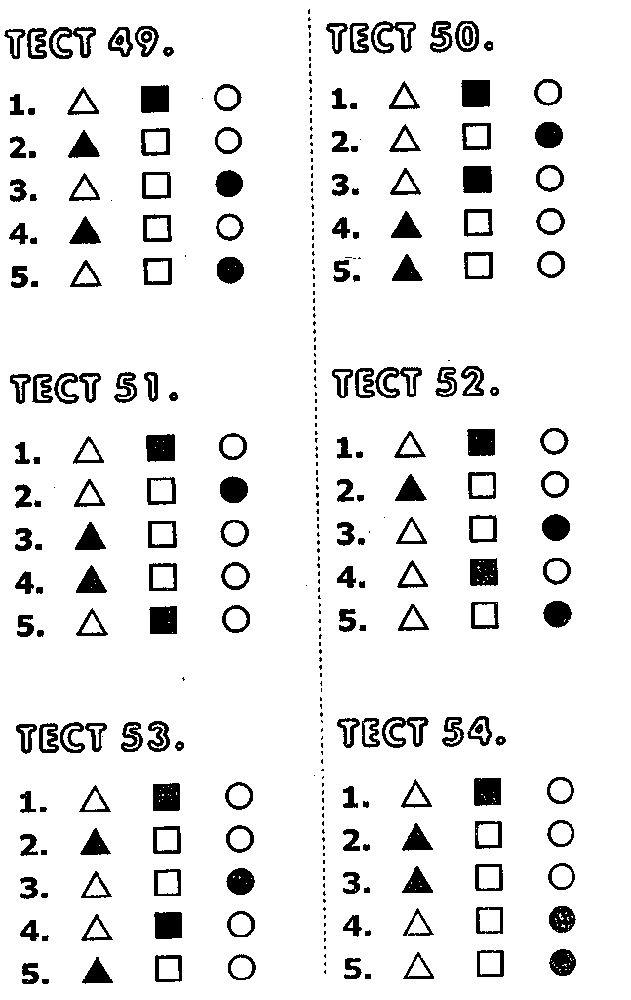 ТЕСТ 49.
1. △ ■ ○
2. ▲ □ ○
3. △ □ ●
4. ▲ □ ○
5. △ □ ●
ТЕСТ 50.
1. △ ■ ○
2. △ □ ●
3. △ ■ ○
4. ▲ □ ○
5. ▲ □ ○
ТЕСТ 51.
1. △ ■ ○
2. △ □ ●
3. ▲ □ ○
4. ▲ □ ○
5. △ ■ ○
ТЕСТ 52.
1. △ ■ ○
2. ▲ □ ○
3. △ □ ●
4. △ ■ ○
5. △ □ ●
ТЕСТ 53.
1. △ ■ ○
2. ▲ □ ○
3. △ □ ●
4. △ ■ ○
5. ▲ □ ○
ТЕСТ 54.
1. △ ■ ○
2. ▲ □ ○
3. ▲ □ ○
4. △ □ ●
5. △ □ ●